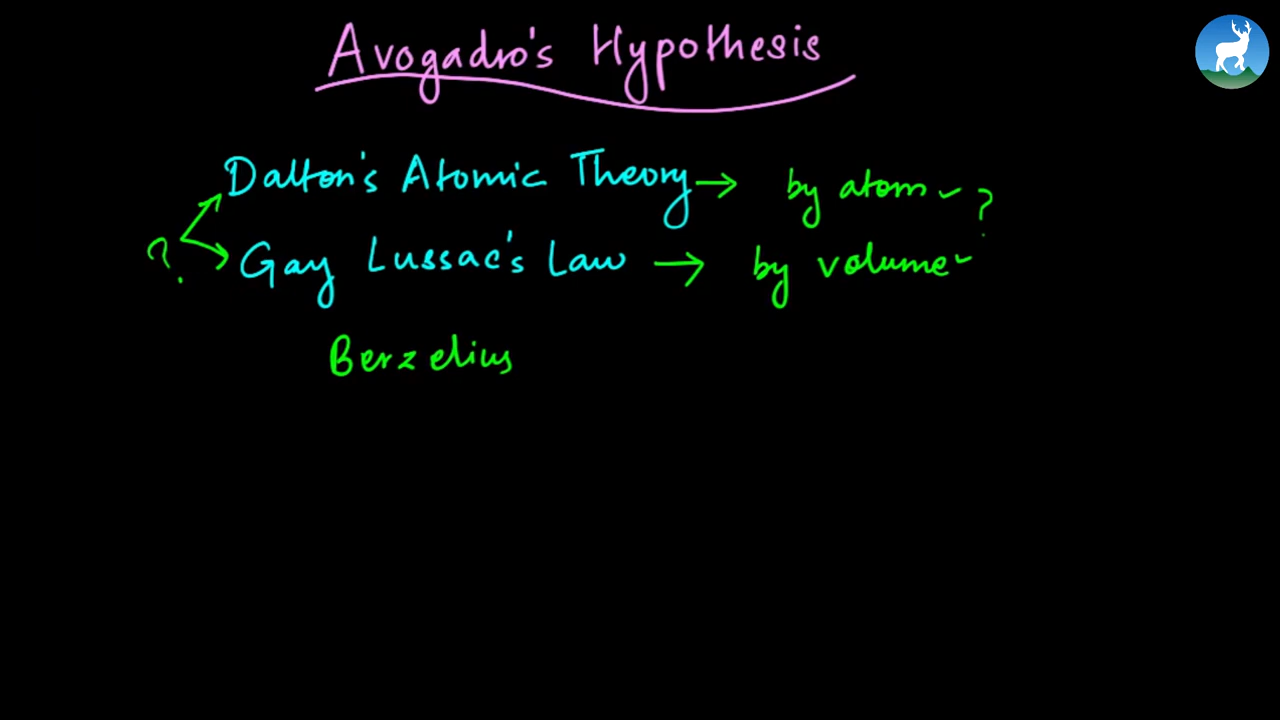 Avogadro's Hypothesis
Dalton's Atomic Theory → by atom ?
? Gay Lussac's Law → by volume
Berzelius